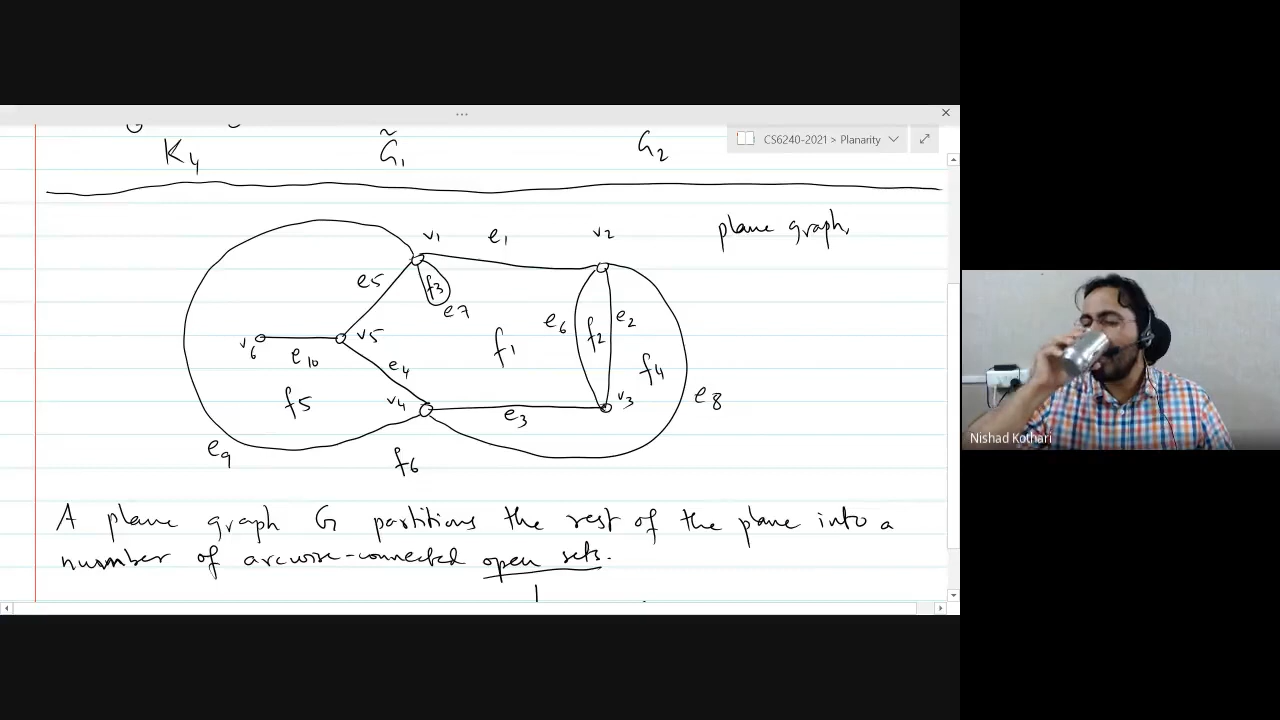 K4 G̃1 G2
CS6240-2021 > Planarity
plane graph,
v1 e1 v2
e5 f3 e7
e6 f2 e2
v6 e10 v5 f1 f4
e4
f5 v4 e3 v3 e8
e9 f6
A plane graph G partitions the rest of the plane into a
number of arcwise-connected open sets.
Nishad Kothari